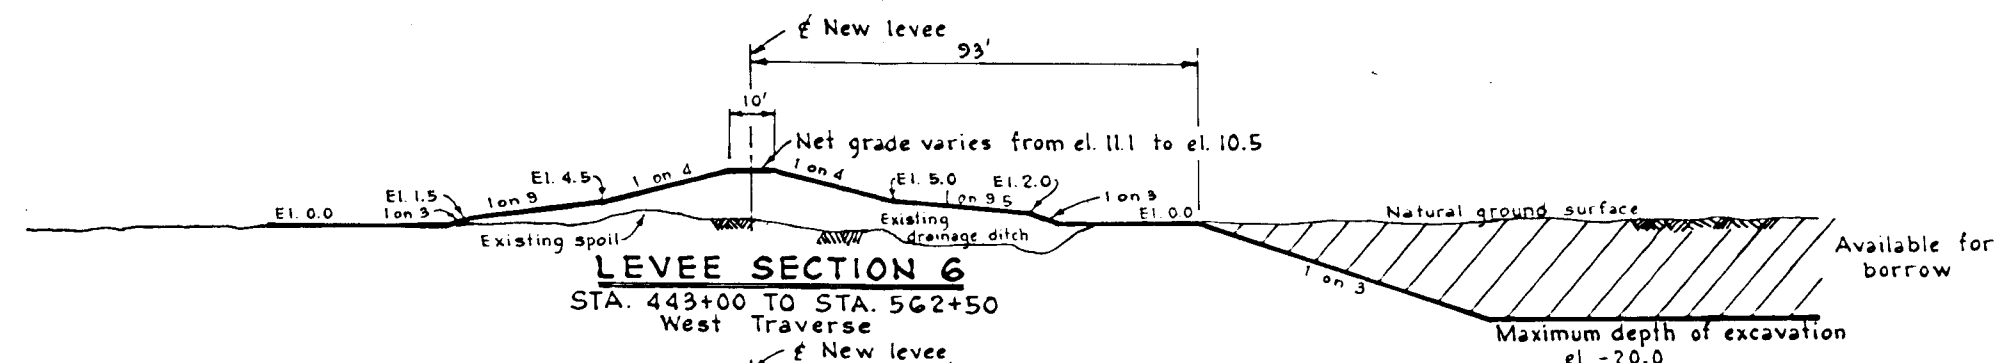 ℄ New levee
93'
10'
Net grade varies from el. 11.1 to el. 10.5
1 on 4
1 on 4
El. 4.5
El. 5.0
El. 2.0
El. 1.5
1 on 9
1 on 9.5
1 on 3
1 on 3
El. 0.0
El. 0.0
Natural ground surface
Existing spoil
Existing
drainage ditch
Available for
borrow
LEVEE SECTION 6
STA. 443+00 TO STA. 562+50
West Traverse
1 on 3
Maximum depth of excavation
el. -20.0
℄ New levee